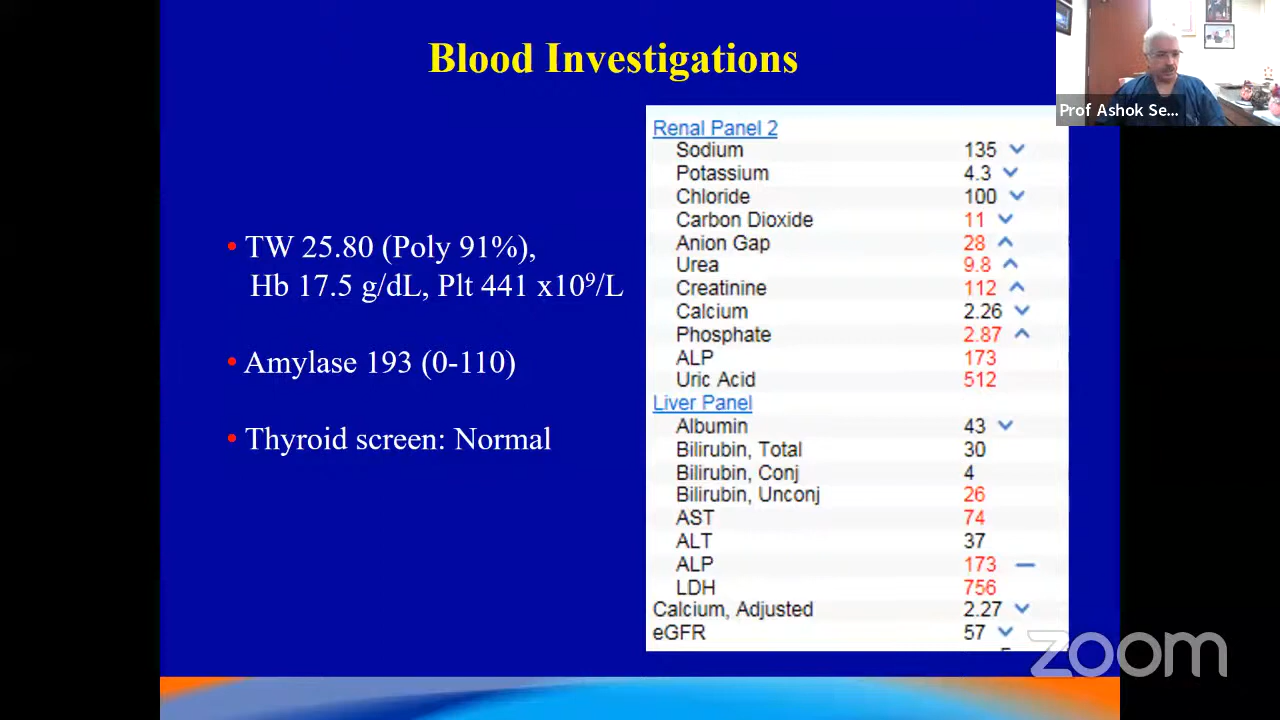 Blood Investigations
Prof Ashok Se...
• TW 25.80 (Poly 91%),
Hb 17.5 g/dL, Plt 441 x10⁹/L
• Amylase 193 (0-110)
• Thyroid screen: Normal
Renal Panel 2
Sodium 135
Potassium 4.3
Chloride 100
Carbon Dioxide 11
Anion Gap 28
Urea 9.8
Creatinine 112
Calcium 2.26
Phosphate 2.87
ALP 173
Uric Acid 512
Liver Panel
Albumin 43
Bilirubin, Total 30
Bilirubin, Conj 4
Bilirubin, Unconj 26
AST 74
ALT 37
ALP 173
LDH 756
Calcium, Adjusted 2.27
eGFR 57
zoom